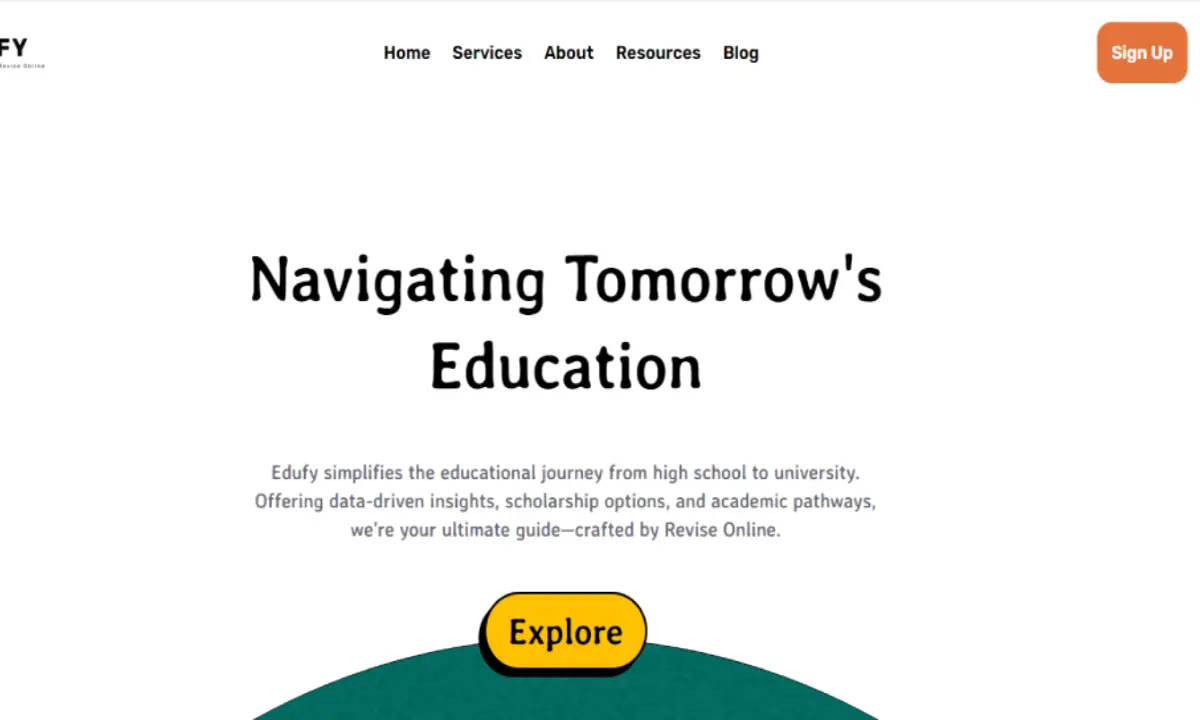 FY
Revise Online
Home Services About Resources Blog
Sign Up
Navigating Tomorrow's
Education
Edufy simplifies the educational journey from high school to university.
Offering data-driven insights, scholarship options, and academic pathways,
we're your ultimate guide—crafted by Revise Online.
Explore